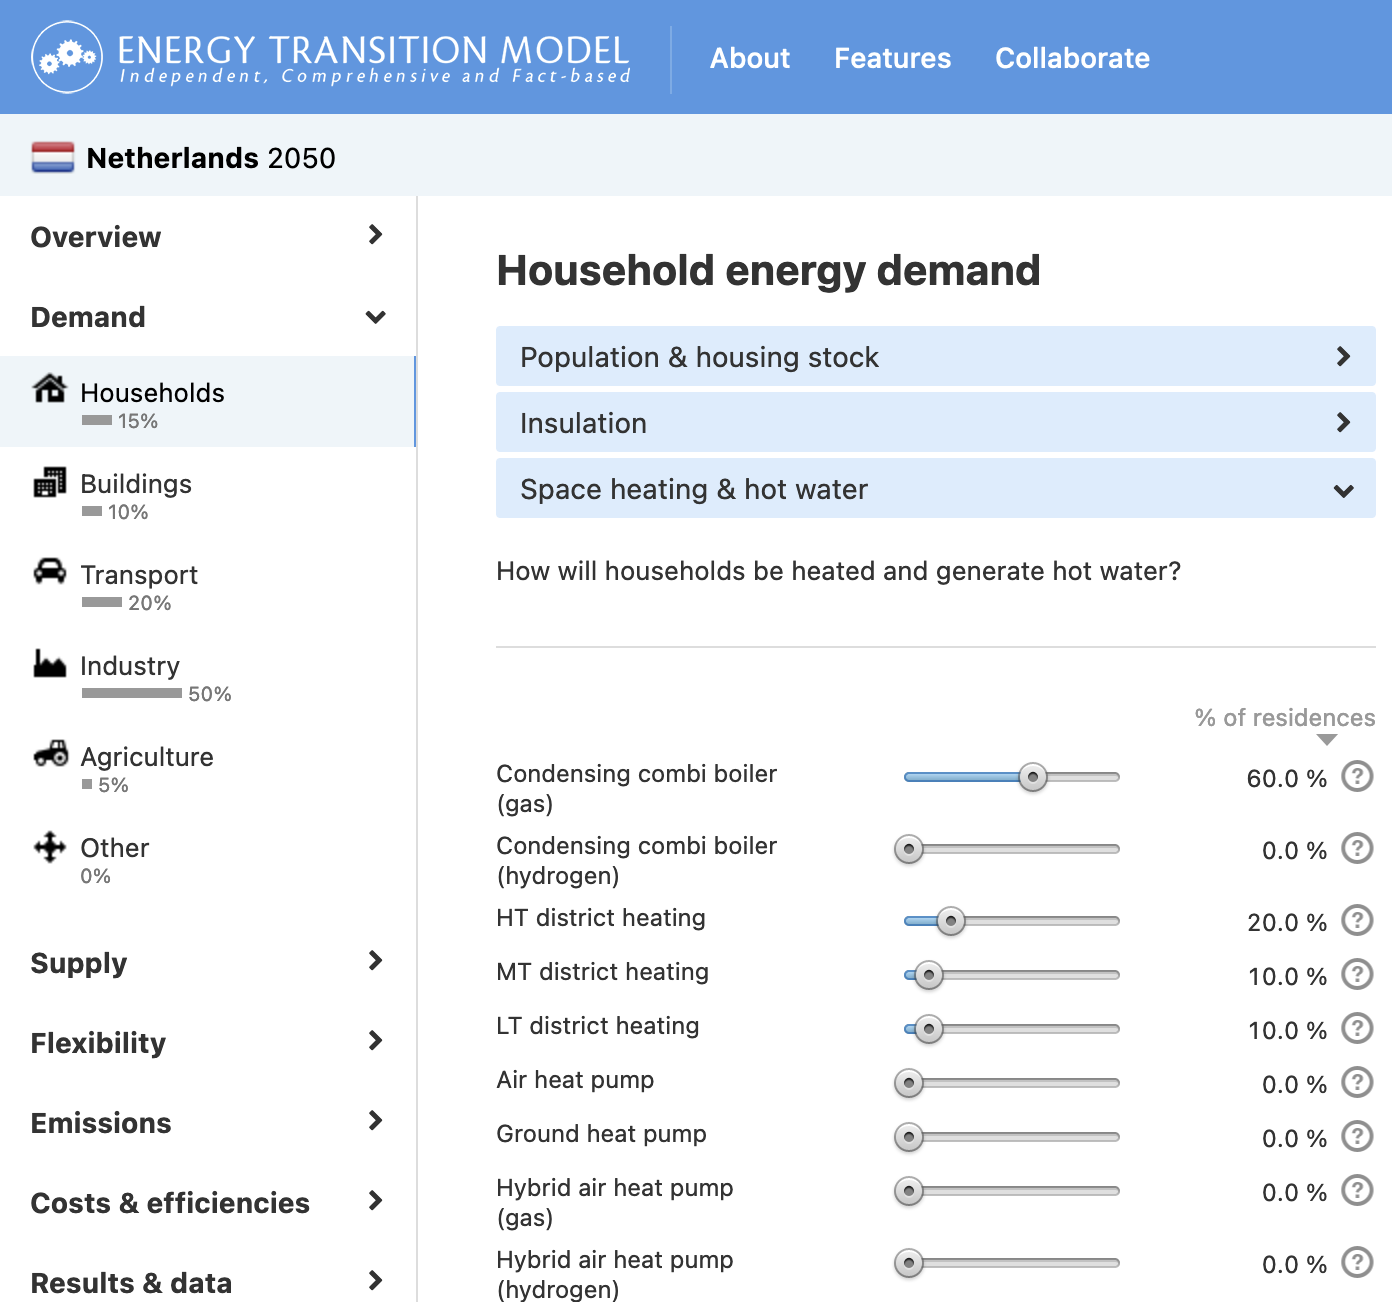 ENERGY TRANSITION MODEL
Independent, Comprehensive and Fact-based
About
Features
Collaborate
Netherlands 2050
Overview
Demand
Households
15%
Buildings
10%
Transport
20%
Industry
50%
Agriculture
5%
Other
0%
Supply
Flexibility
Emissions
Costs & efficiencies
Results & data
Household energy demand
Population & housing stock
Insulation
Space heating & hot water
How will households be heated and generate hot water?
% of residences
Condensing combi boiler
(gas)
60.0 %
?
Condensing combi boiler
(hydrogen)
0.0 %
?
HT district heating
20.0 %
?
MT district heating
10.0 %
?
LT district heating
10.0 %
?
Air heat pump
0.0 %
?
Ground heat pump
0.0 %
?
Hybrid air heat pump
(gas)
0.0 %
?
Hybrid air heat pump
(hydrogen)
0.0 %
?